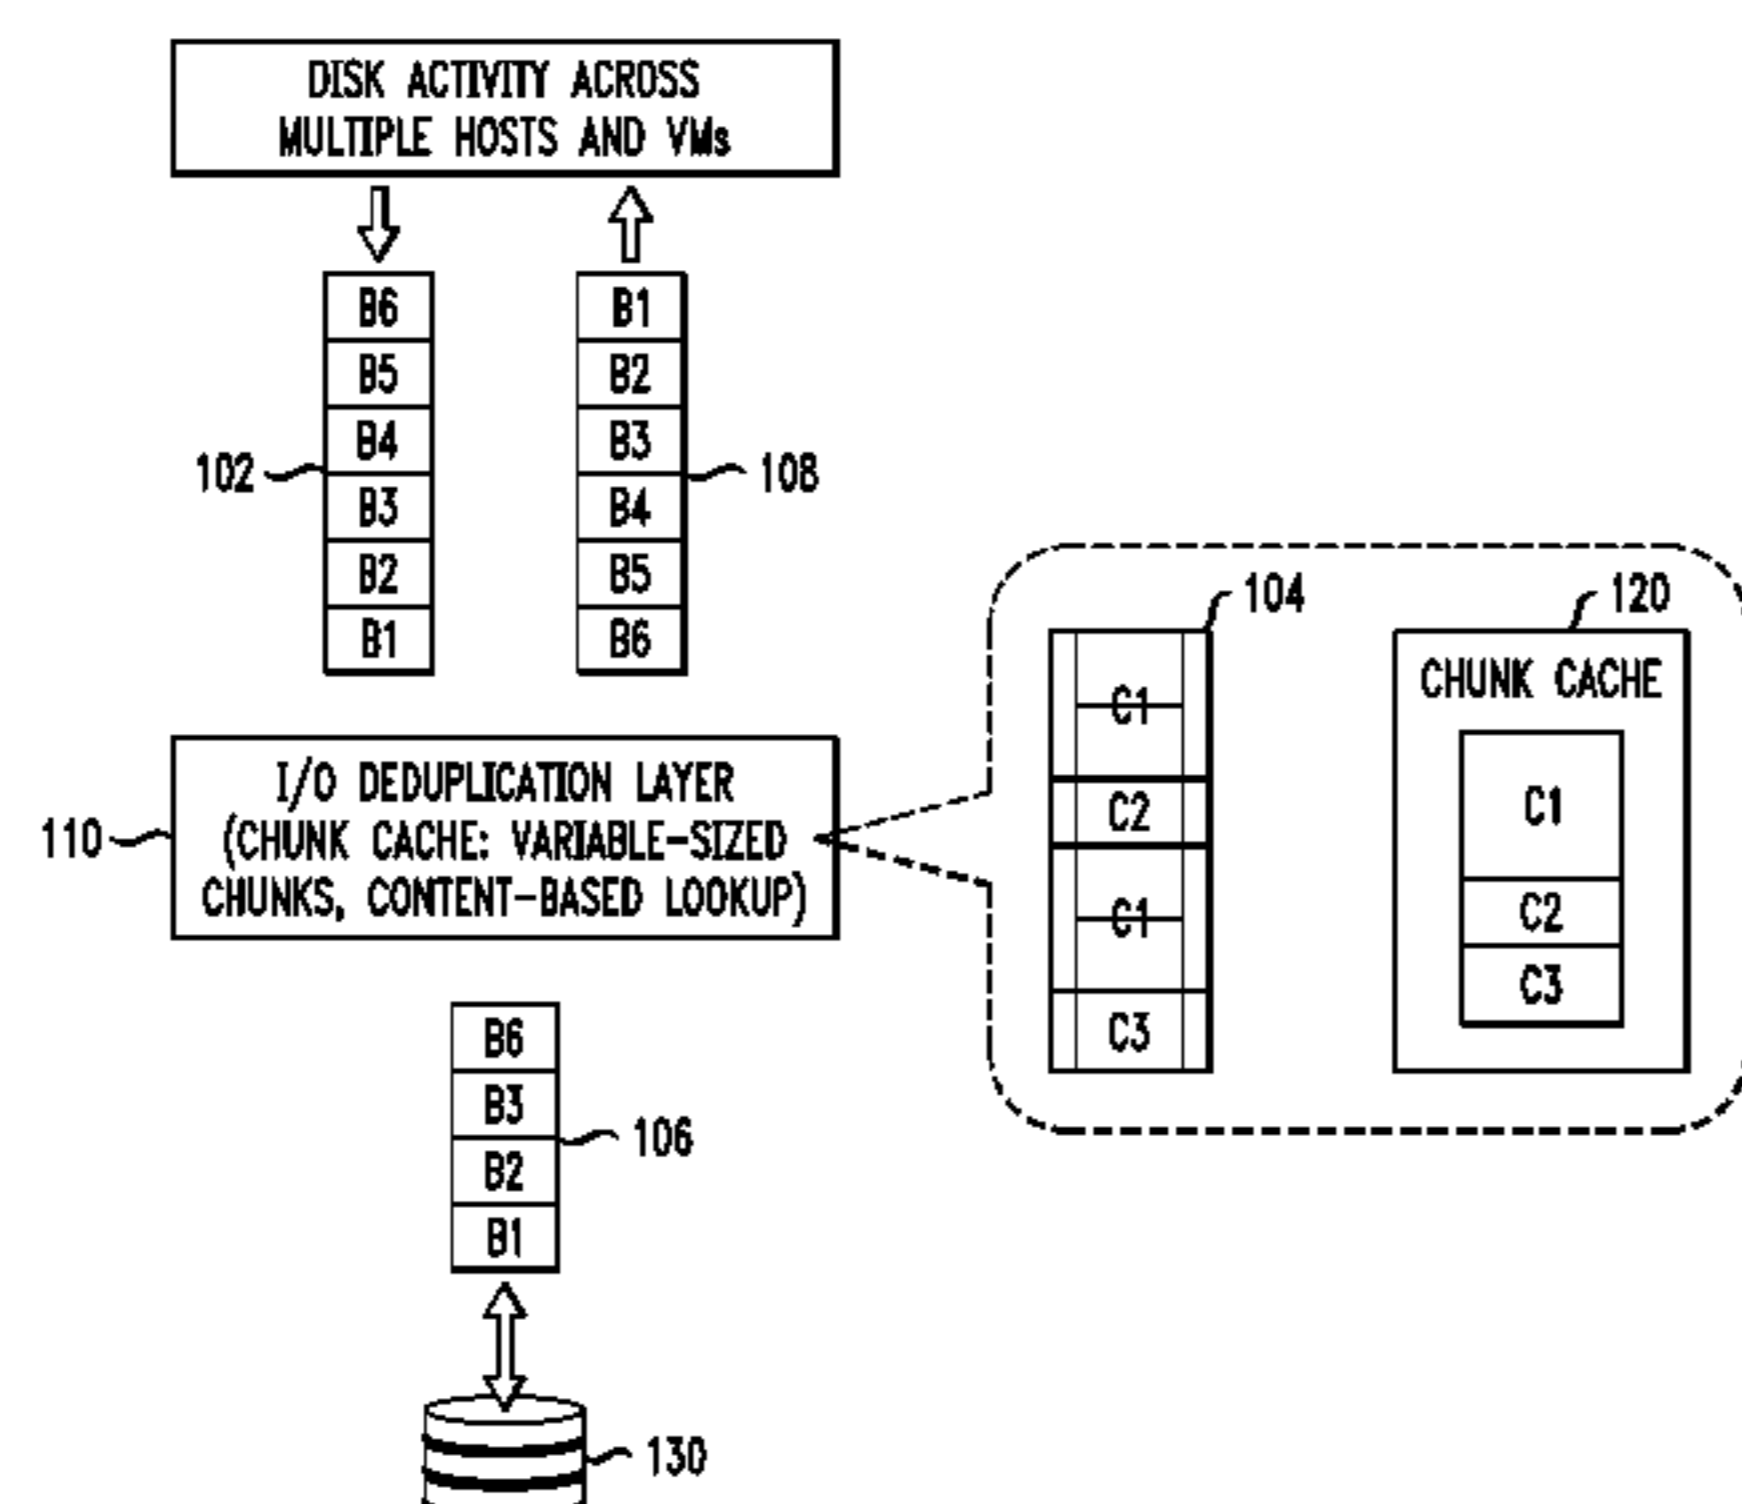 DISK ACTIVITY ACROSS
MULTIPLE HOSTS AND VMs
B6
B5
B4
B3
B2
B1
102
B1
B2
B3
B4
B5
B6
108
110
I/O DEDUPLICATION LAYER
(CHUNK CACHE: VARIABLE-SIZED
CHUNKS, CONTENT-BASED LOOKUP)
104
C1
C2
C1
C3
120
CHUNK CACHE
C1
C2
C3
B6
B3
B2
B1
106
130